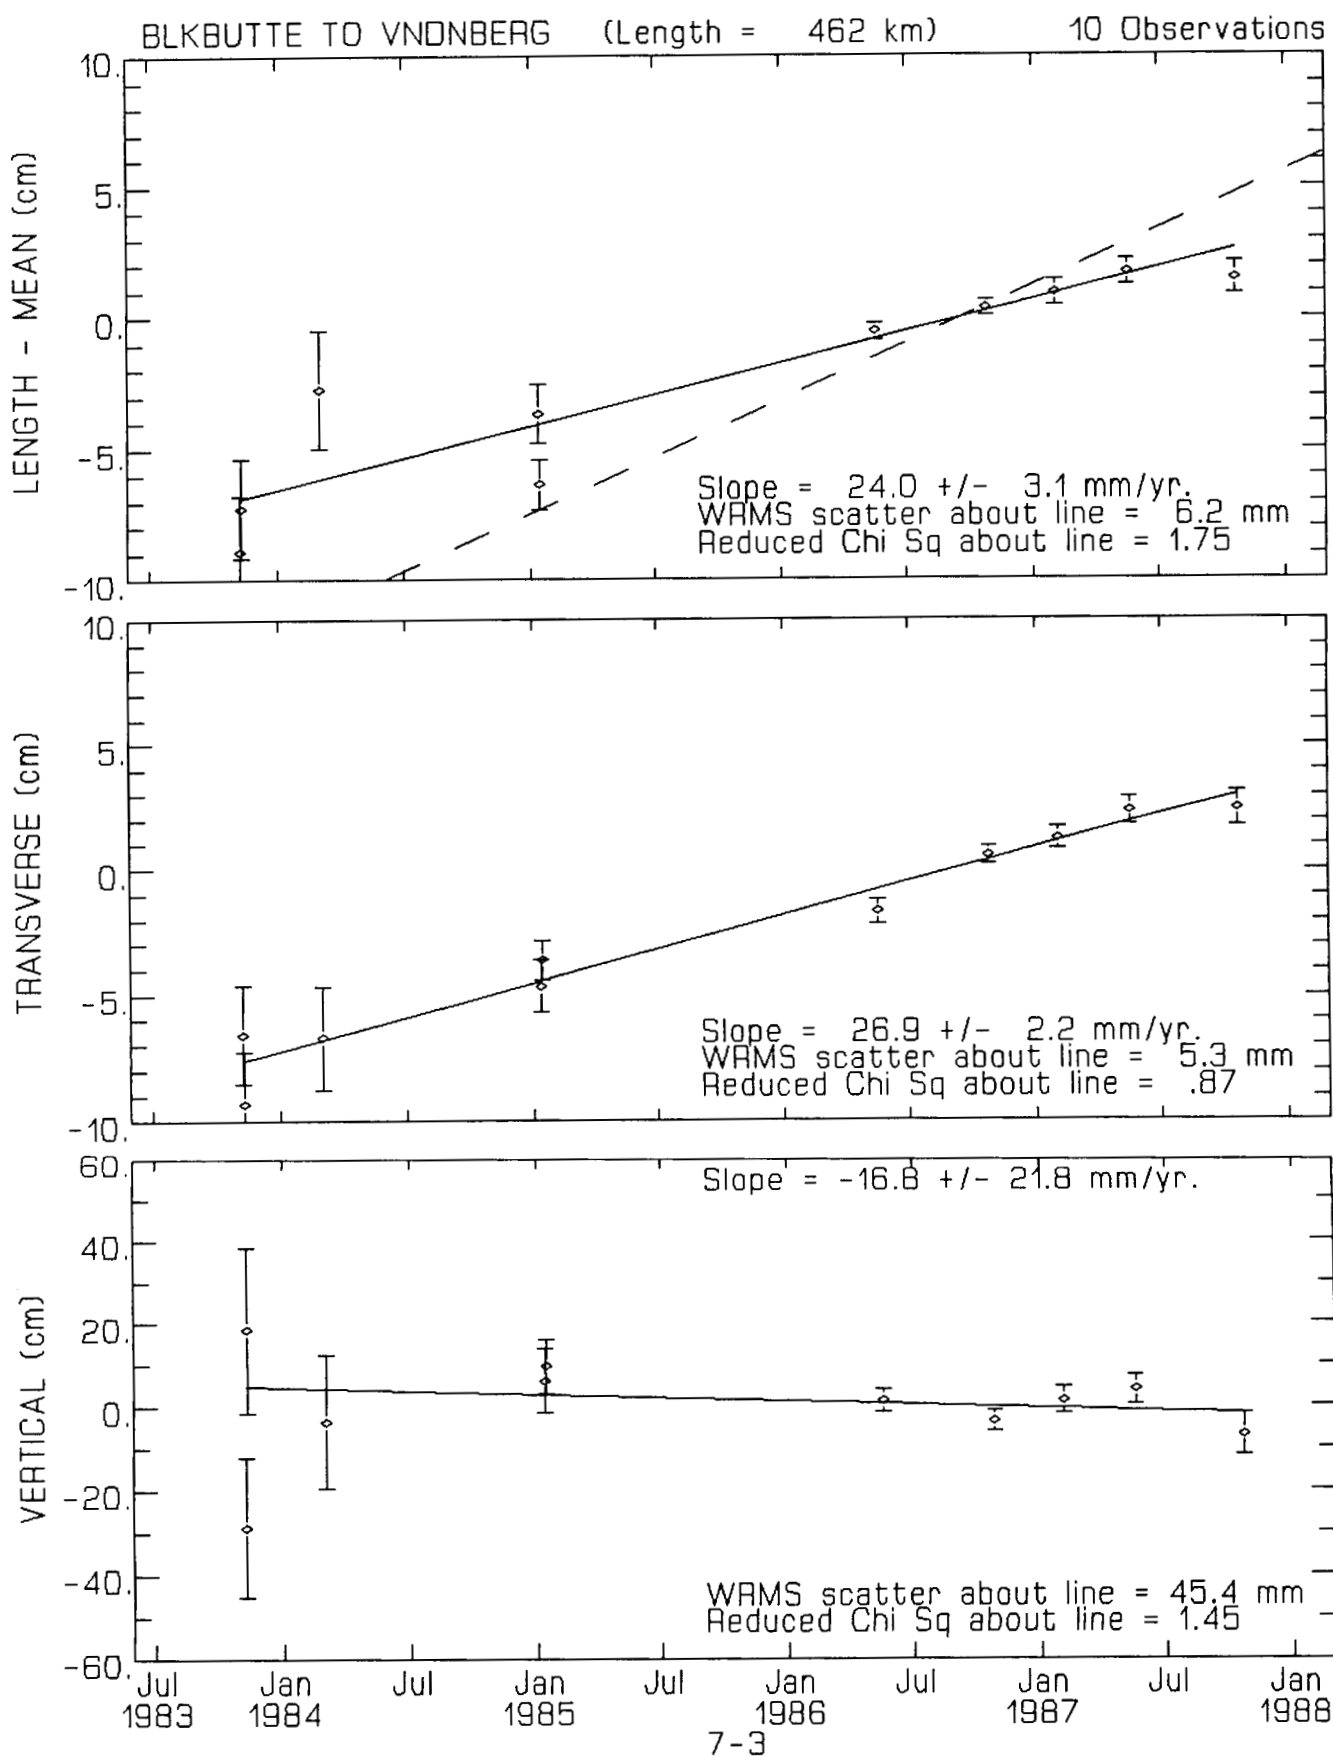 BLKBUTTE TO VNDNBERG (Length = 462 km) 10 Observations
10.
5.
0.
-5.
-10.
LENGTH - MEAN (cm)
Slope = 24.0 +/- 3.1 mm/yr.
WRMS scatter about line = 6.2 mm
Reduced Chi Sq about line = 1.75
10.
5.
0.
-5.
-10.
TRANSVERSE (cm)
Slope = 26.9 +/- 2.2 mm/yr.
WRMS scatter about line = 5.3 mm
Reduced Chi Sq about line = .87
60.
40.
20.
0.
-20.
-40.
-60.
VERTICAL (cm)
Slope = -16.8 +/- 21.8 mm/yr.
WRMS scatter about line = 45.4 mm
Reduced Chi Sq about line = 1.45
Jul Jan Jul Jan Jul Jan Jul Jan Jul Jan
1983 1984 1985 1986 1987 1988
7-3